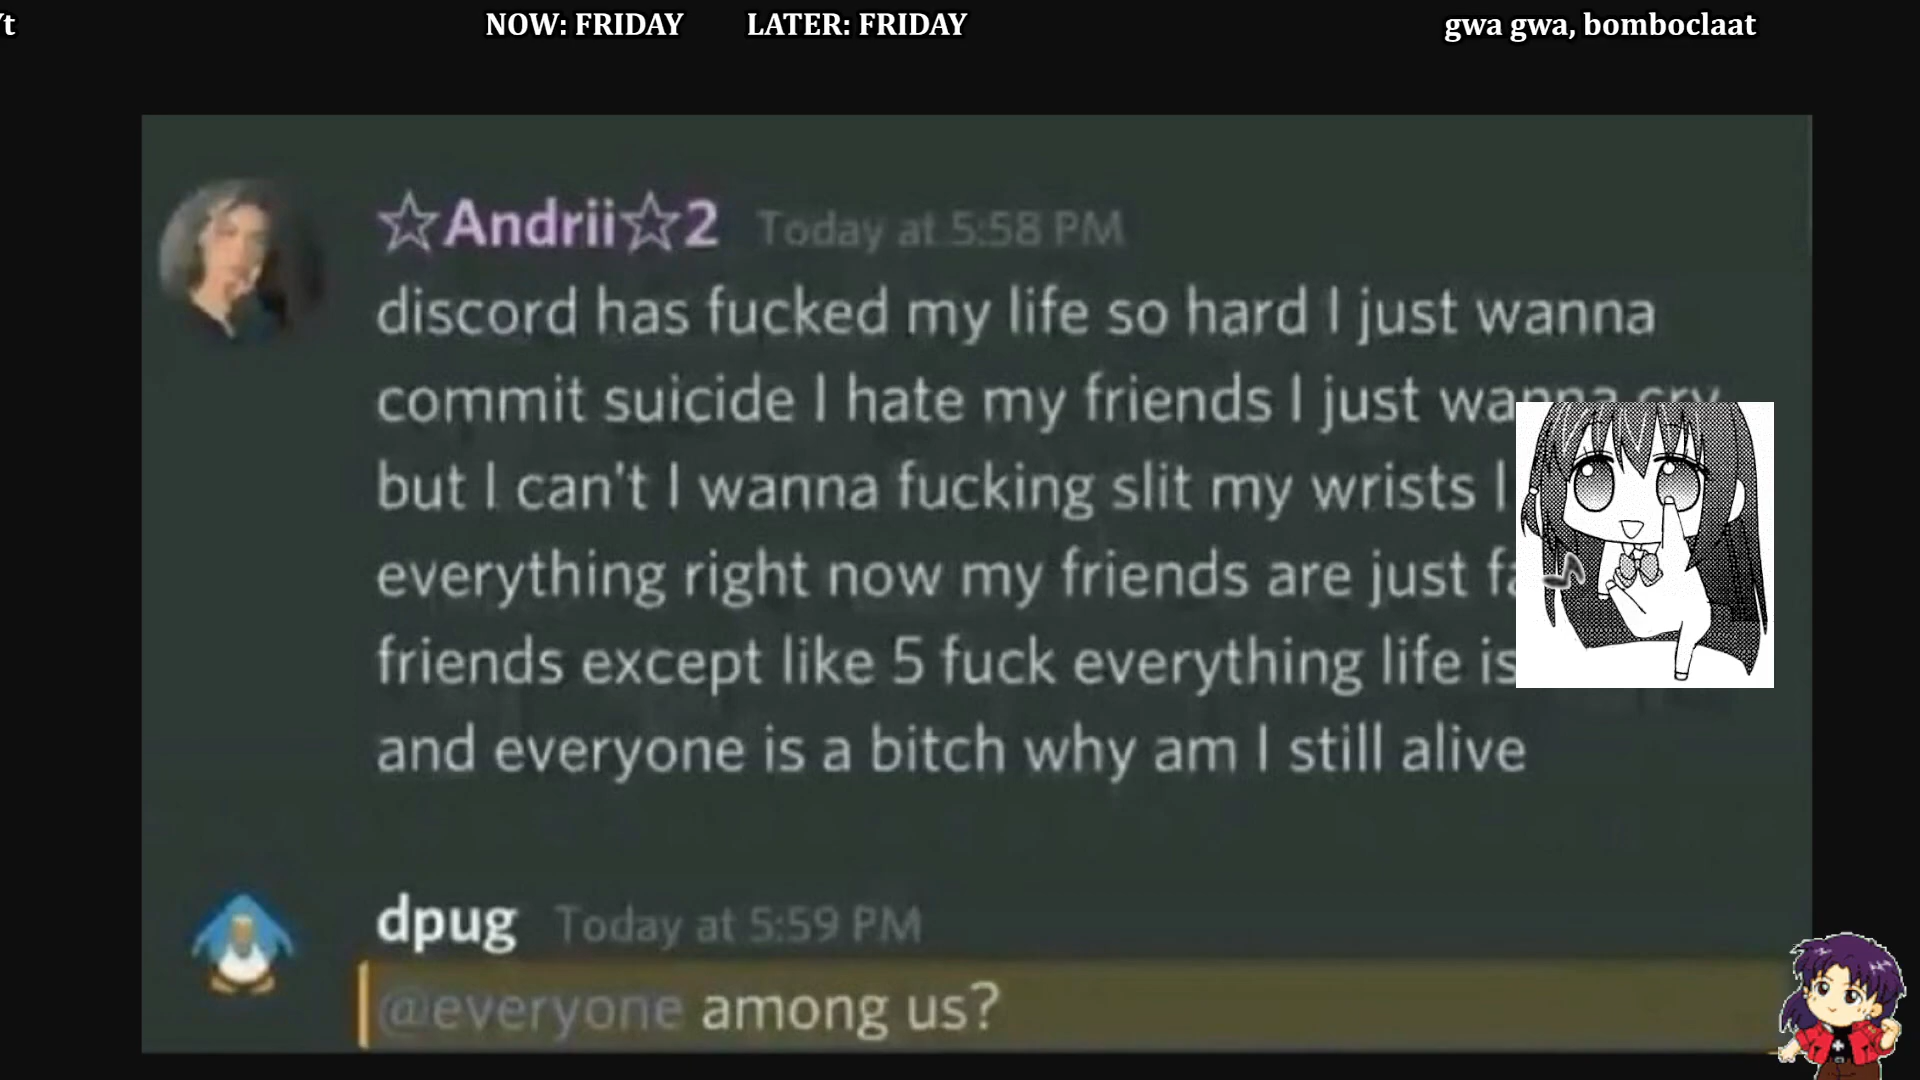 NOW: FRIDAY LATER: FRIDAY gwa gwa, bomboclaat
☆Andrii☆2 Today at 5:58 PM
discord has fucked my life so hard I just wanna
commit suicide I hate my friends I just wanna cry
but I can't I wanna fucking slit my wrists I
everything right now my friends are just
friends except like 5 fuck everything life is
and everyone is a bitch why am I still alive
dpug Today at 5:59 PM
@everyone among us?